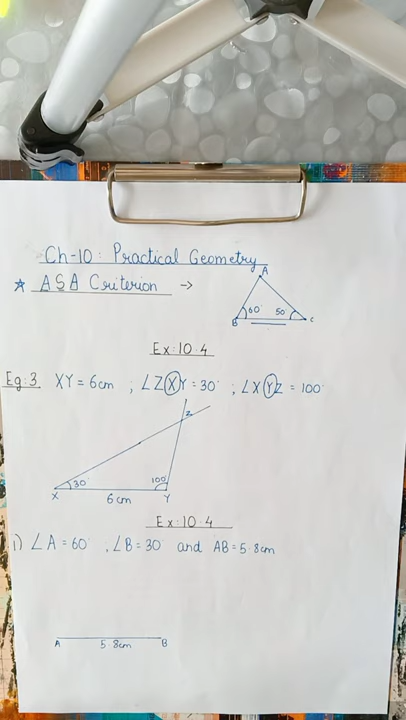 Ch-10: Practical Geometry
☆ ASA Criterion →
A
60° 50°
B C
Ex:10.4
Eg:3 XY = 6cm ; ∠ZXY = 30° ; ∠XYZ = 100°
Z
30° 100°
X Y
6 cm
Ex:10.4
1) ∠A = 60° , ∠B = 30 and AB = 5.8cm
A 5.8cm B